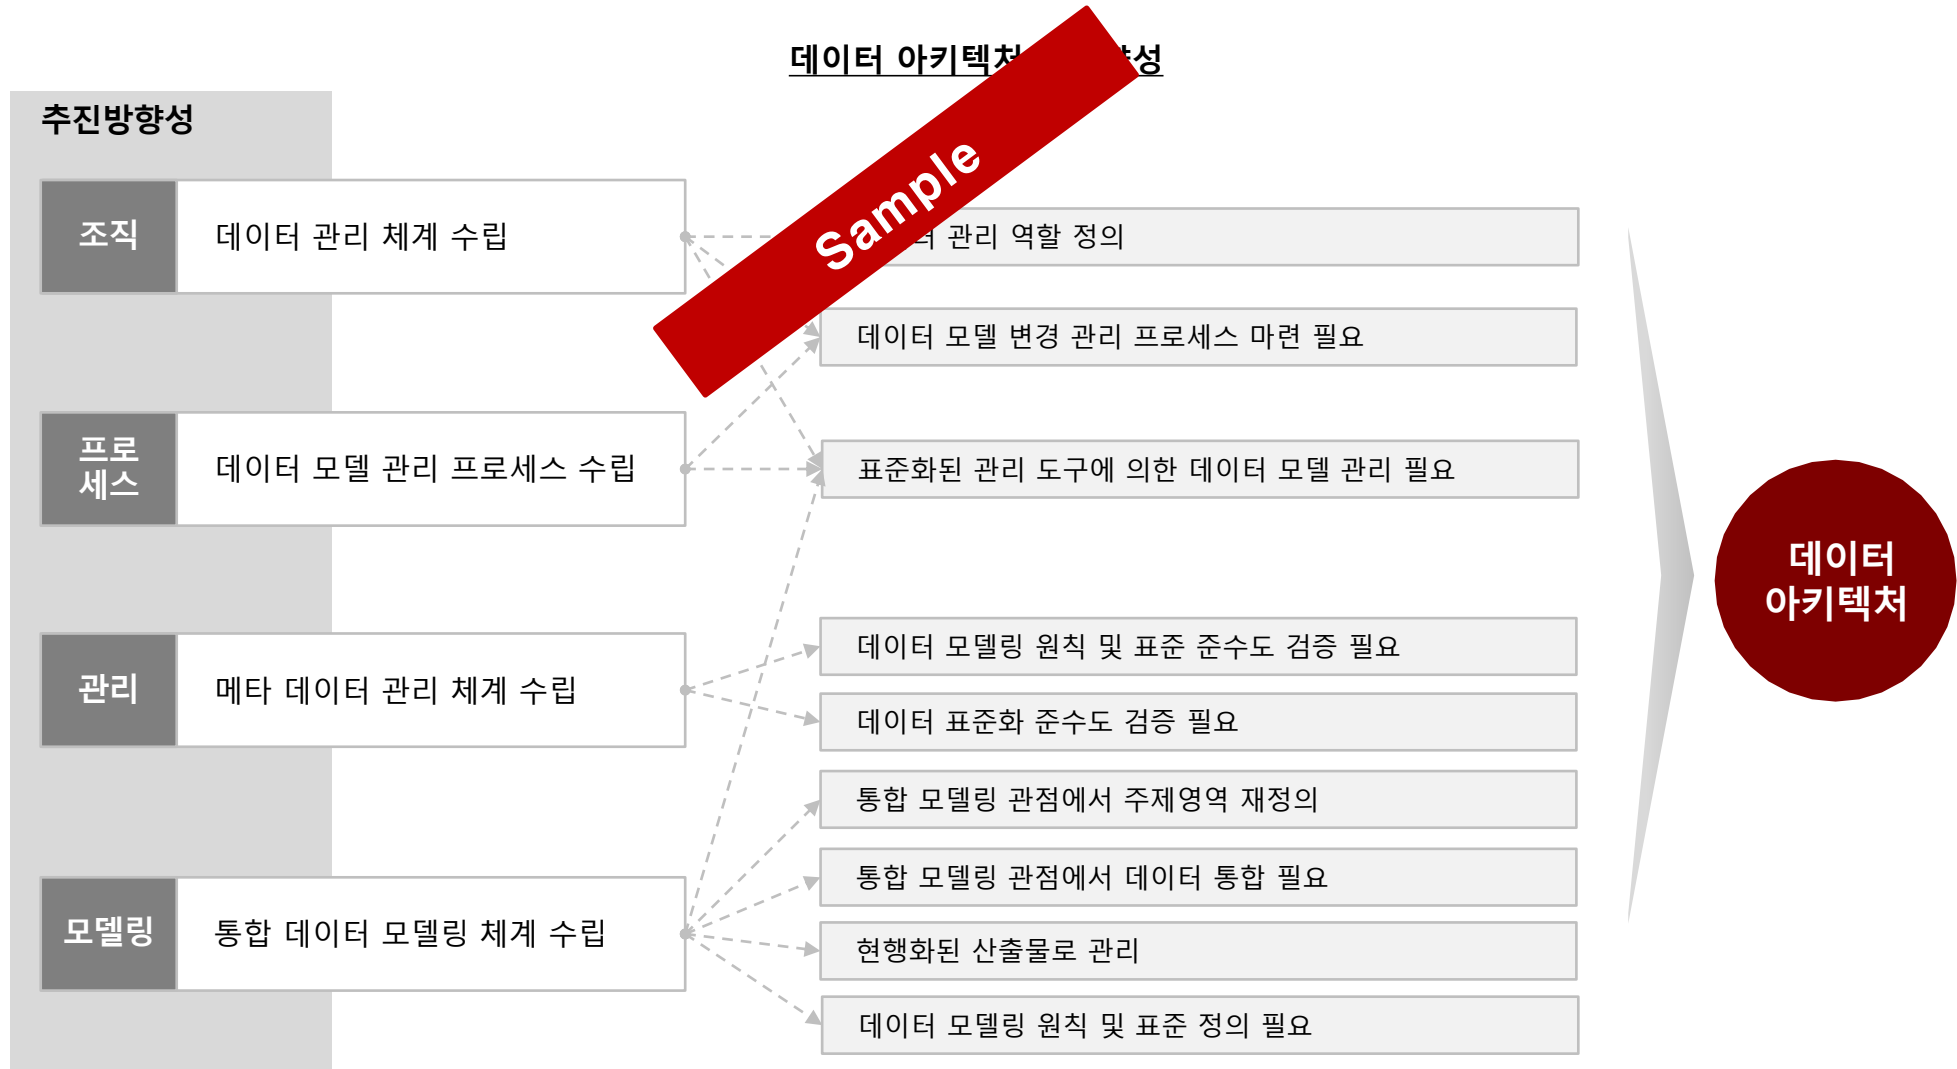 데이터 아키텍처
추진방향성
Sample
조직
데이터 관리 체계 수립
관리 역할 정의
데이터 모델 변경 관리 프로세스 마련 필요
프로
세스
데이터 모델 관리 프로세스 수립
표준화된 관리 도구에 의한 데이터 모델 관리 필요
데이터
아키텍처
데이터 모델링 원칙 및 표준 준수도 검증 필요
관리
메타 데이터 관리 체계 수립
데이터 표준화 준수도 검증 필요
통합 모델링 관점에서 주제영역 재정의
통합 모델링 관점에서 데이터 통합 필요
모델링
통합 데이터 모델링 체계 수립
현행화된 산출물로 관리
데이터 모델링 원칙 및 표준 정의 필요